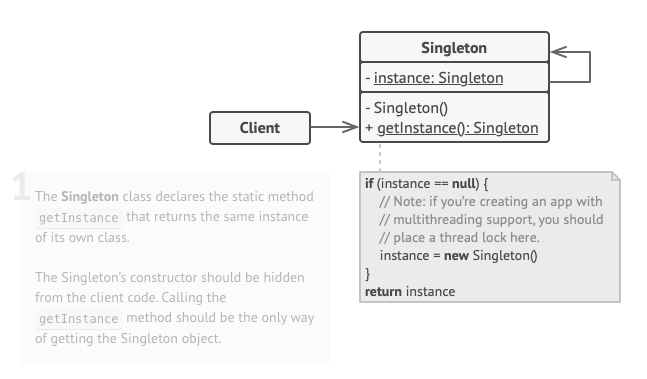 Singleton
- instance: Singleton
- Singleton()
+ getInstance(): Singleton
Client
1
The Singleton class declares the static method
getInstance that returns the same instance
of its own class.
The Singleton's constructor should be hidden
from the client code. Calling the
getInstance method should be the only way
of getting the Singleton object.
if (instance == null) {
// Note: if you're creating an app with
// multithreading support, you should
// place a thread lock here.
instance = new Singleton()
}
return instance